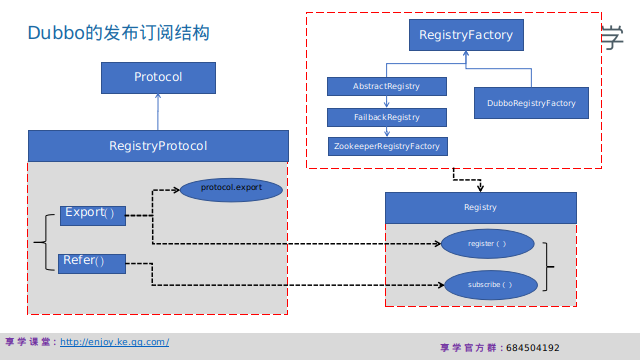 Dubbo的发布订阅结构
学
RegistryFactory
Protocol
AbstractRegistry
DubboRegistryFactory
FailbackRegistry
ZookeeperRegistryFactory
RegistryProtocol
protocol.export
Export( )
Refer( )
Registry
register ( )
subscribe ( )
享学课堂:http://enjoy.ke.qq.com/
享学官方群:684504192